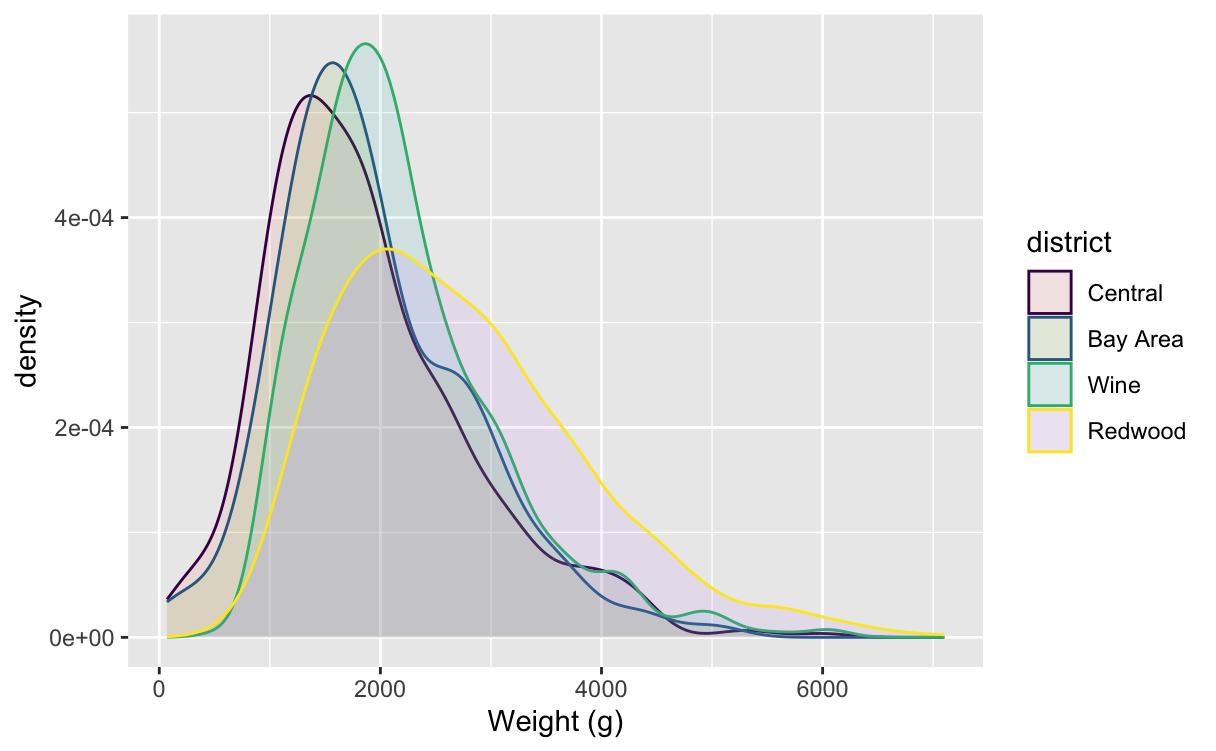 4e-04
2e-04
0e+00
density
0 2000 4000 6000
Weight (g)
district
Central
Bay Area
Wine
Redwood